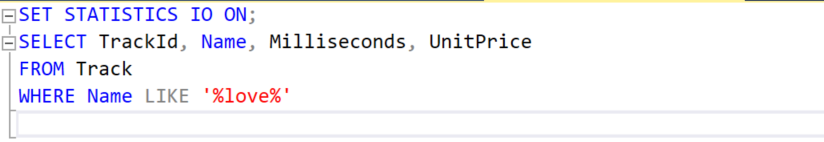 SET STATISTICS IO ON;
SELECT TrackId, Name, Milliseconds, UnitPrice
FROM Track
WHERE Name LIKE '%love%'